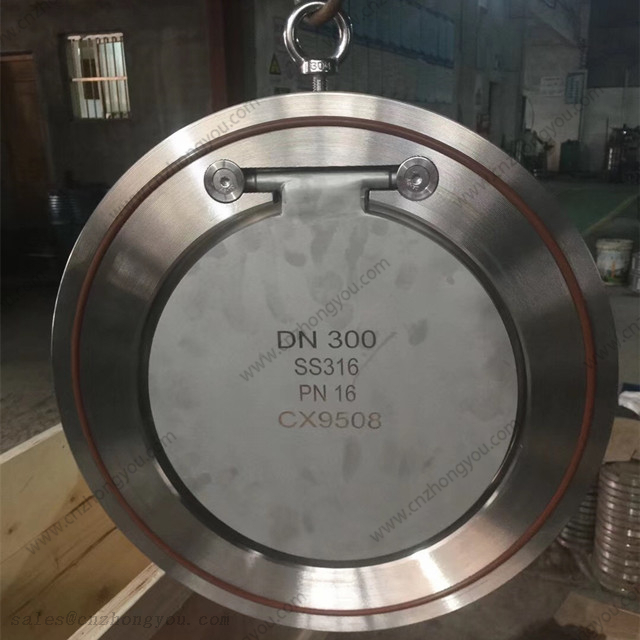 304
DN 300
SS316
PN 16
CX9508
www.cnzhongyou.com
sales@cnzhongyou.com